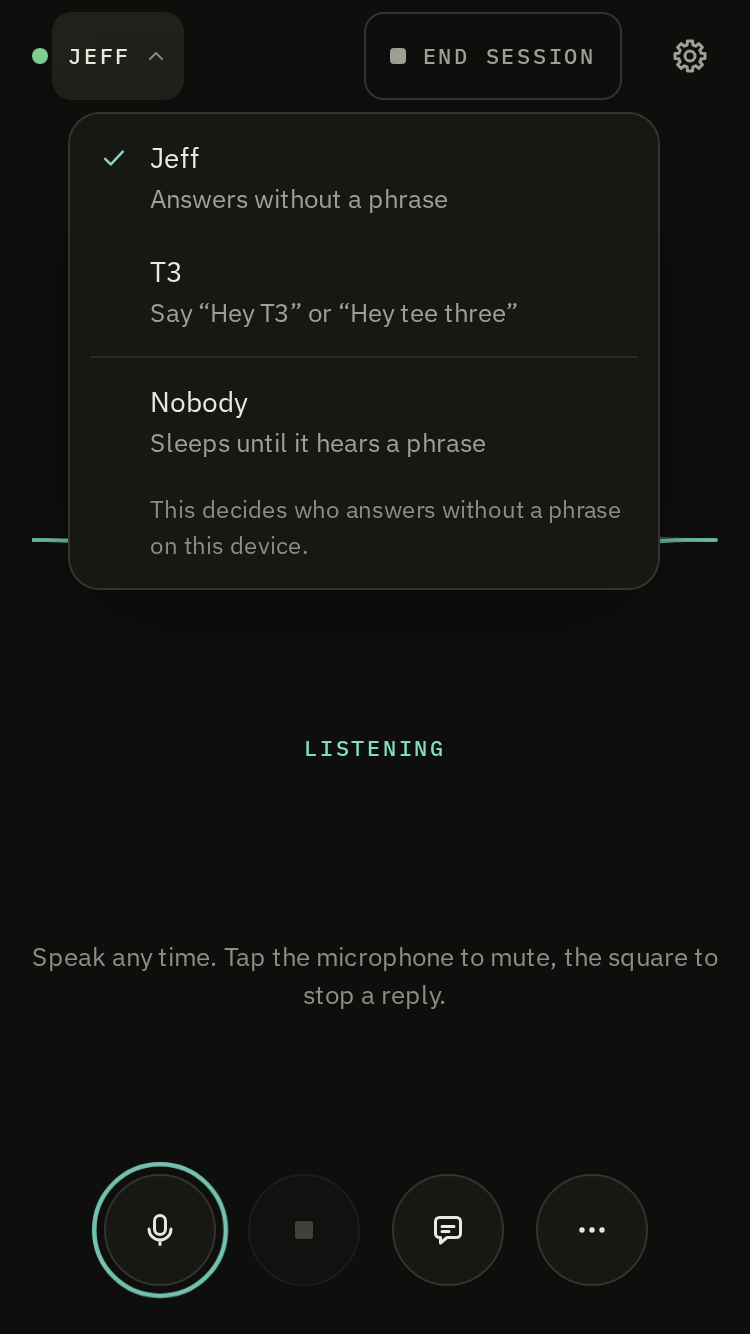 JEFF
END SESSION
Jeff
Answers without a phrase
T3
Say “Hey T3” or “Hey tee three”
Nobody
Sleeps until it hears a phrase
This decides who answers without a phrase
on this device.
LISTENING
Speak any time. Tap the microphone to mute, the square to
stop a reply.